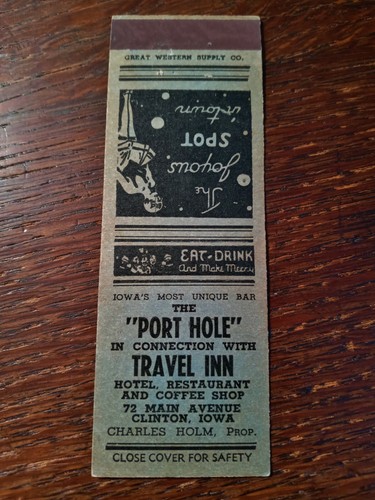 GREAT WESTERN SUPPLY CO.
The
Joyous
SPOT
in town
EAT - DRINK
And Make Merry
IOWA'S MOST UNIQUE BAR
THE
"PORT HOLE"
IN CONNECTION WITH
TRAVEL INN
HOTEL, RESTAURANT
AND COFFEE SHOP
72 MAIN AVENUE
CLINTON, IOWA
CHARLES HOLM, PROP.
CLOSE COVER FOR SAFETY